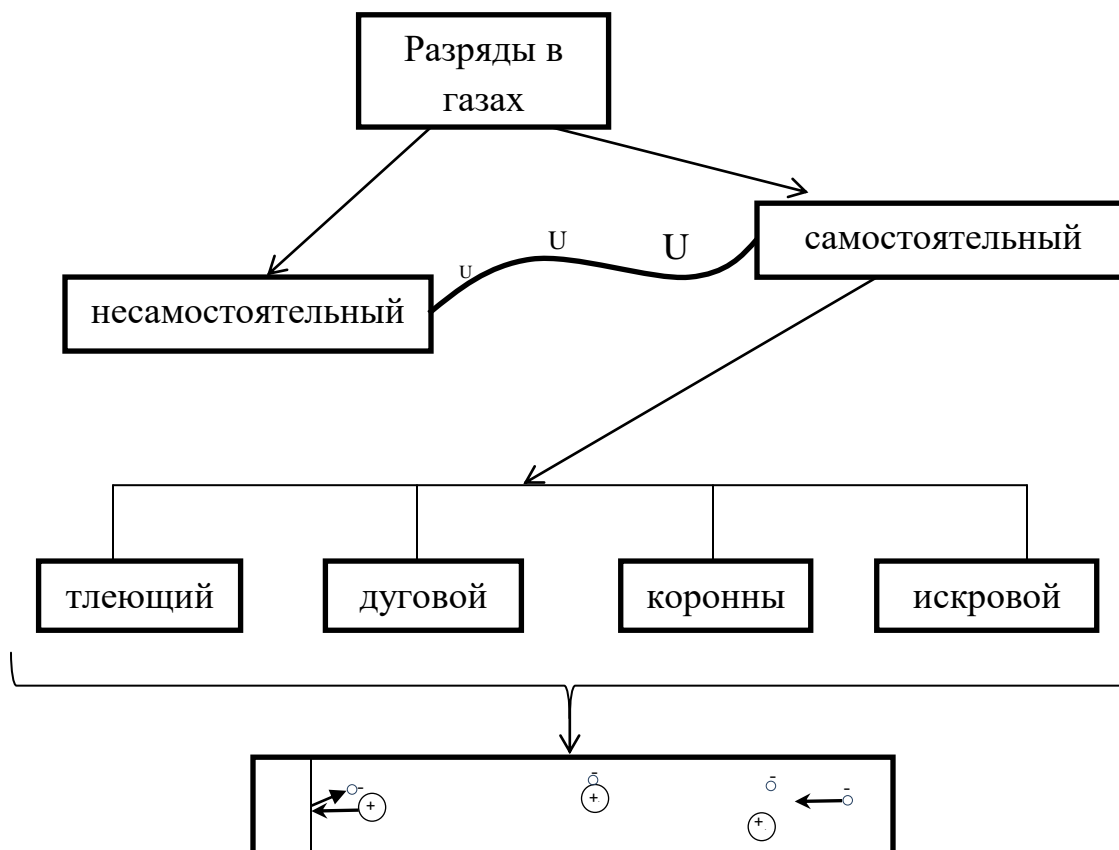 Разряды в
газах
самостоятельный
U U U
несамостоятельный
тлеющий дуговой коронны искровой
- - - -
+ + +